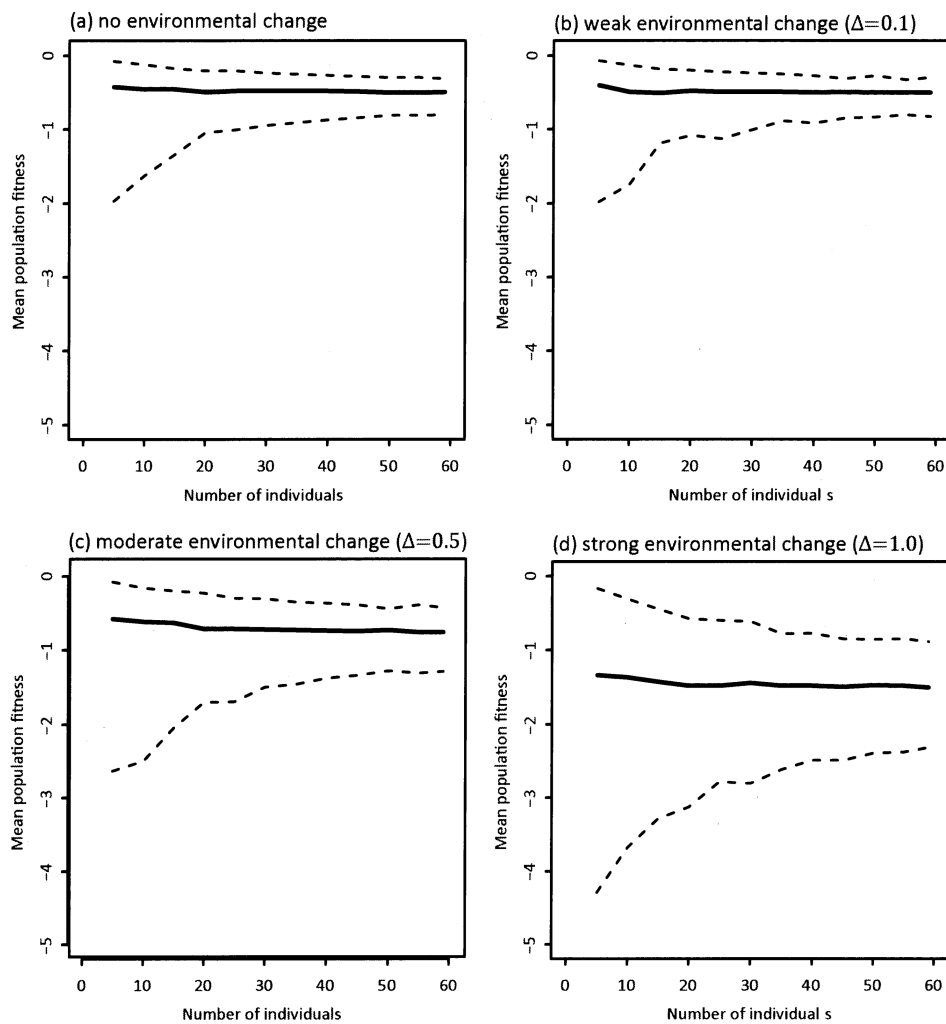 (a) no environmental change
0
−1
−2
−3
−4
−5
Mean population fitness
0 10 20 30 40 50 60
Number of individuals
(b) weak environmental change (Δ=0.1)
0
−1
−2
−3
−4
−5
Mean population fitness
0 10 20 30 40 50 60
Number of individual s
(c) moderate environmental change (Δ=0.5)
0
−1
−2
−3
−4
−5
Mean population fitness
0 10 20 30 40 50 60
Number of individuals
(d) strong environmental change (Δ=1.0)
0
−1
−2
−3
−4
−5
Mean population fitness
0 10 20 30 40 50 60
Number of individual s